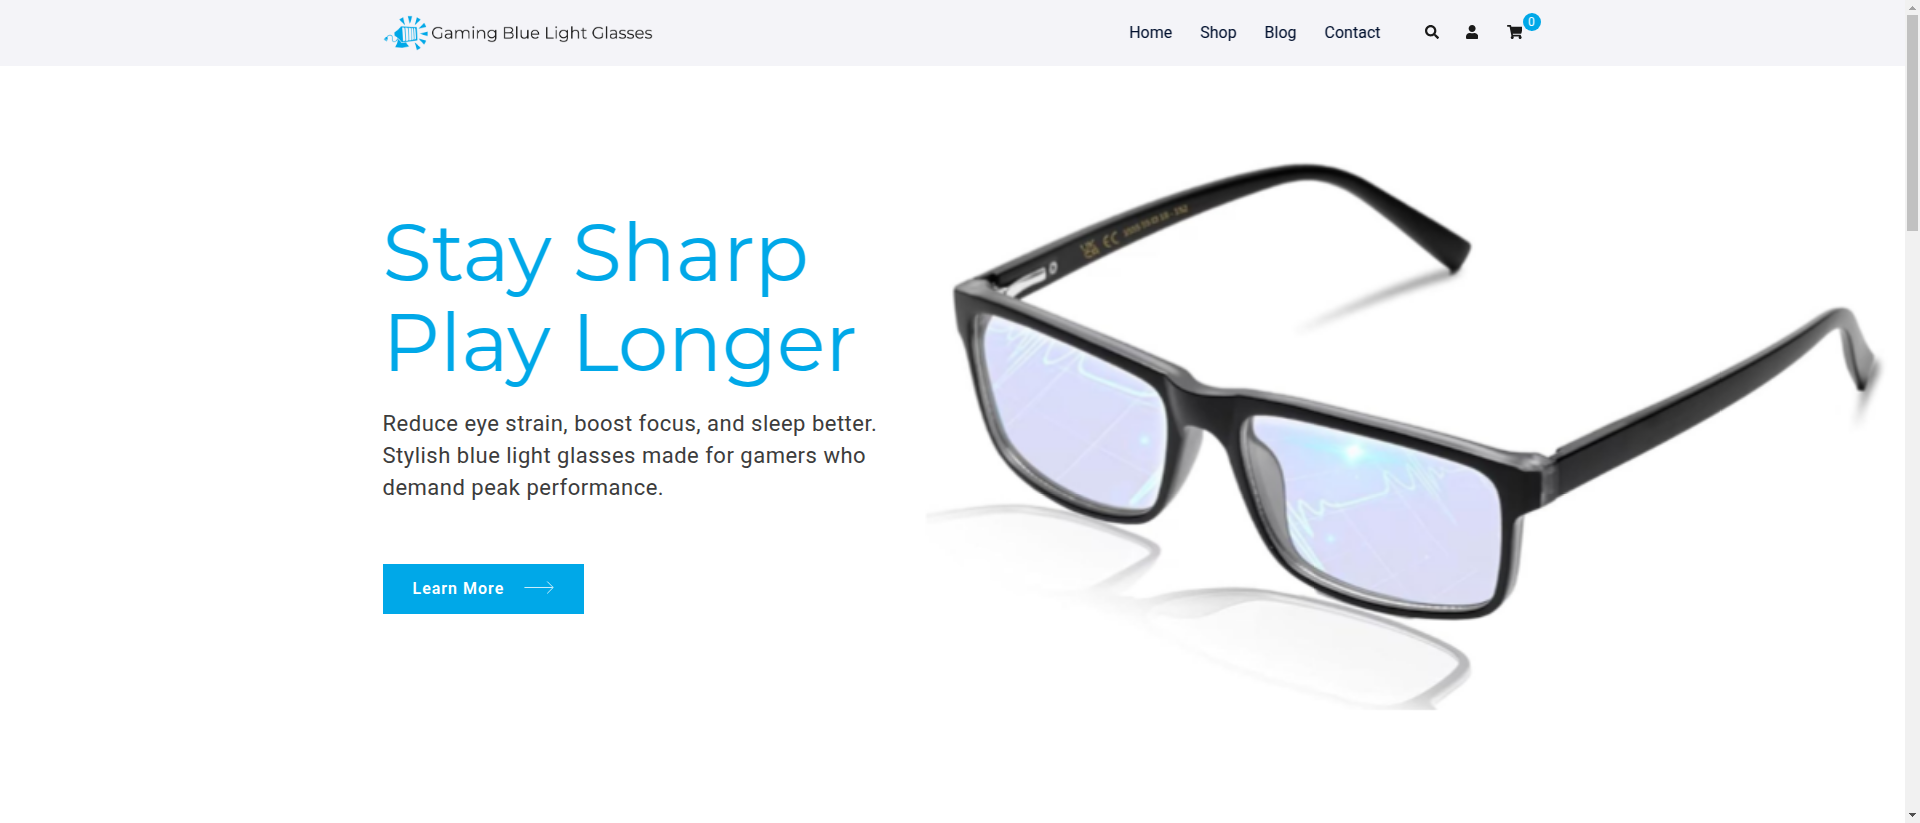 Gaming Blue Light Glasses
Home Shop Blog Contact
0
Stay Sharp
Play Longer
Reduce eye strain, boost focus, and sleep better.
Stylish blue light glasses made for gamers who
demand peak performance.
Learn More